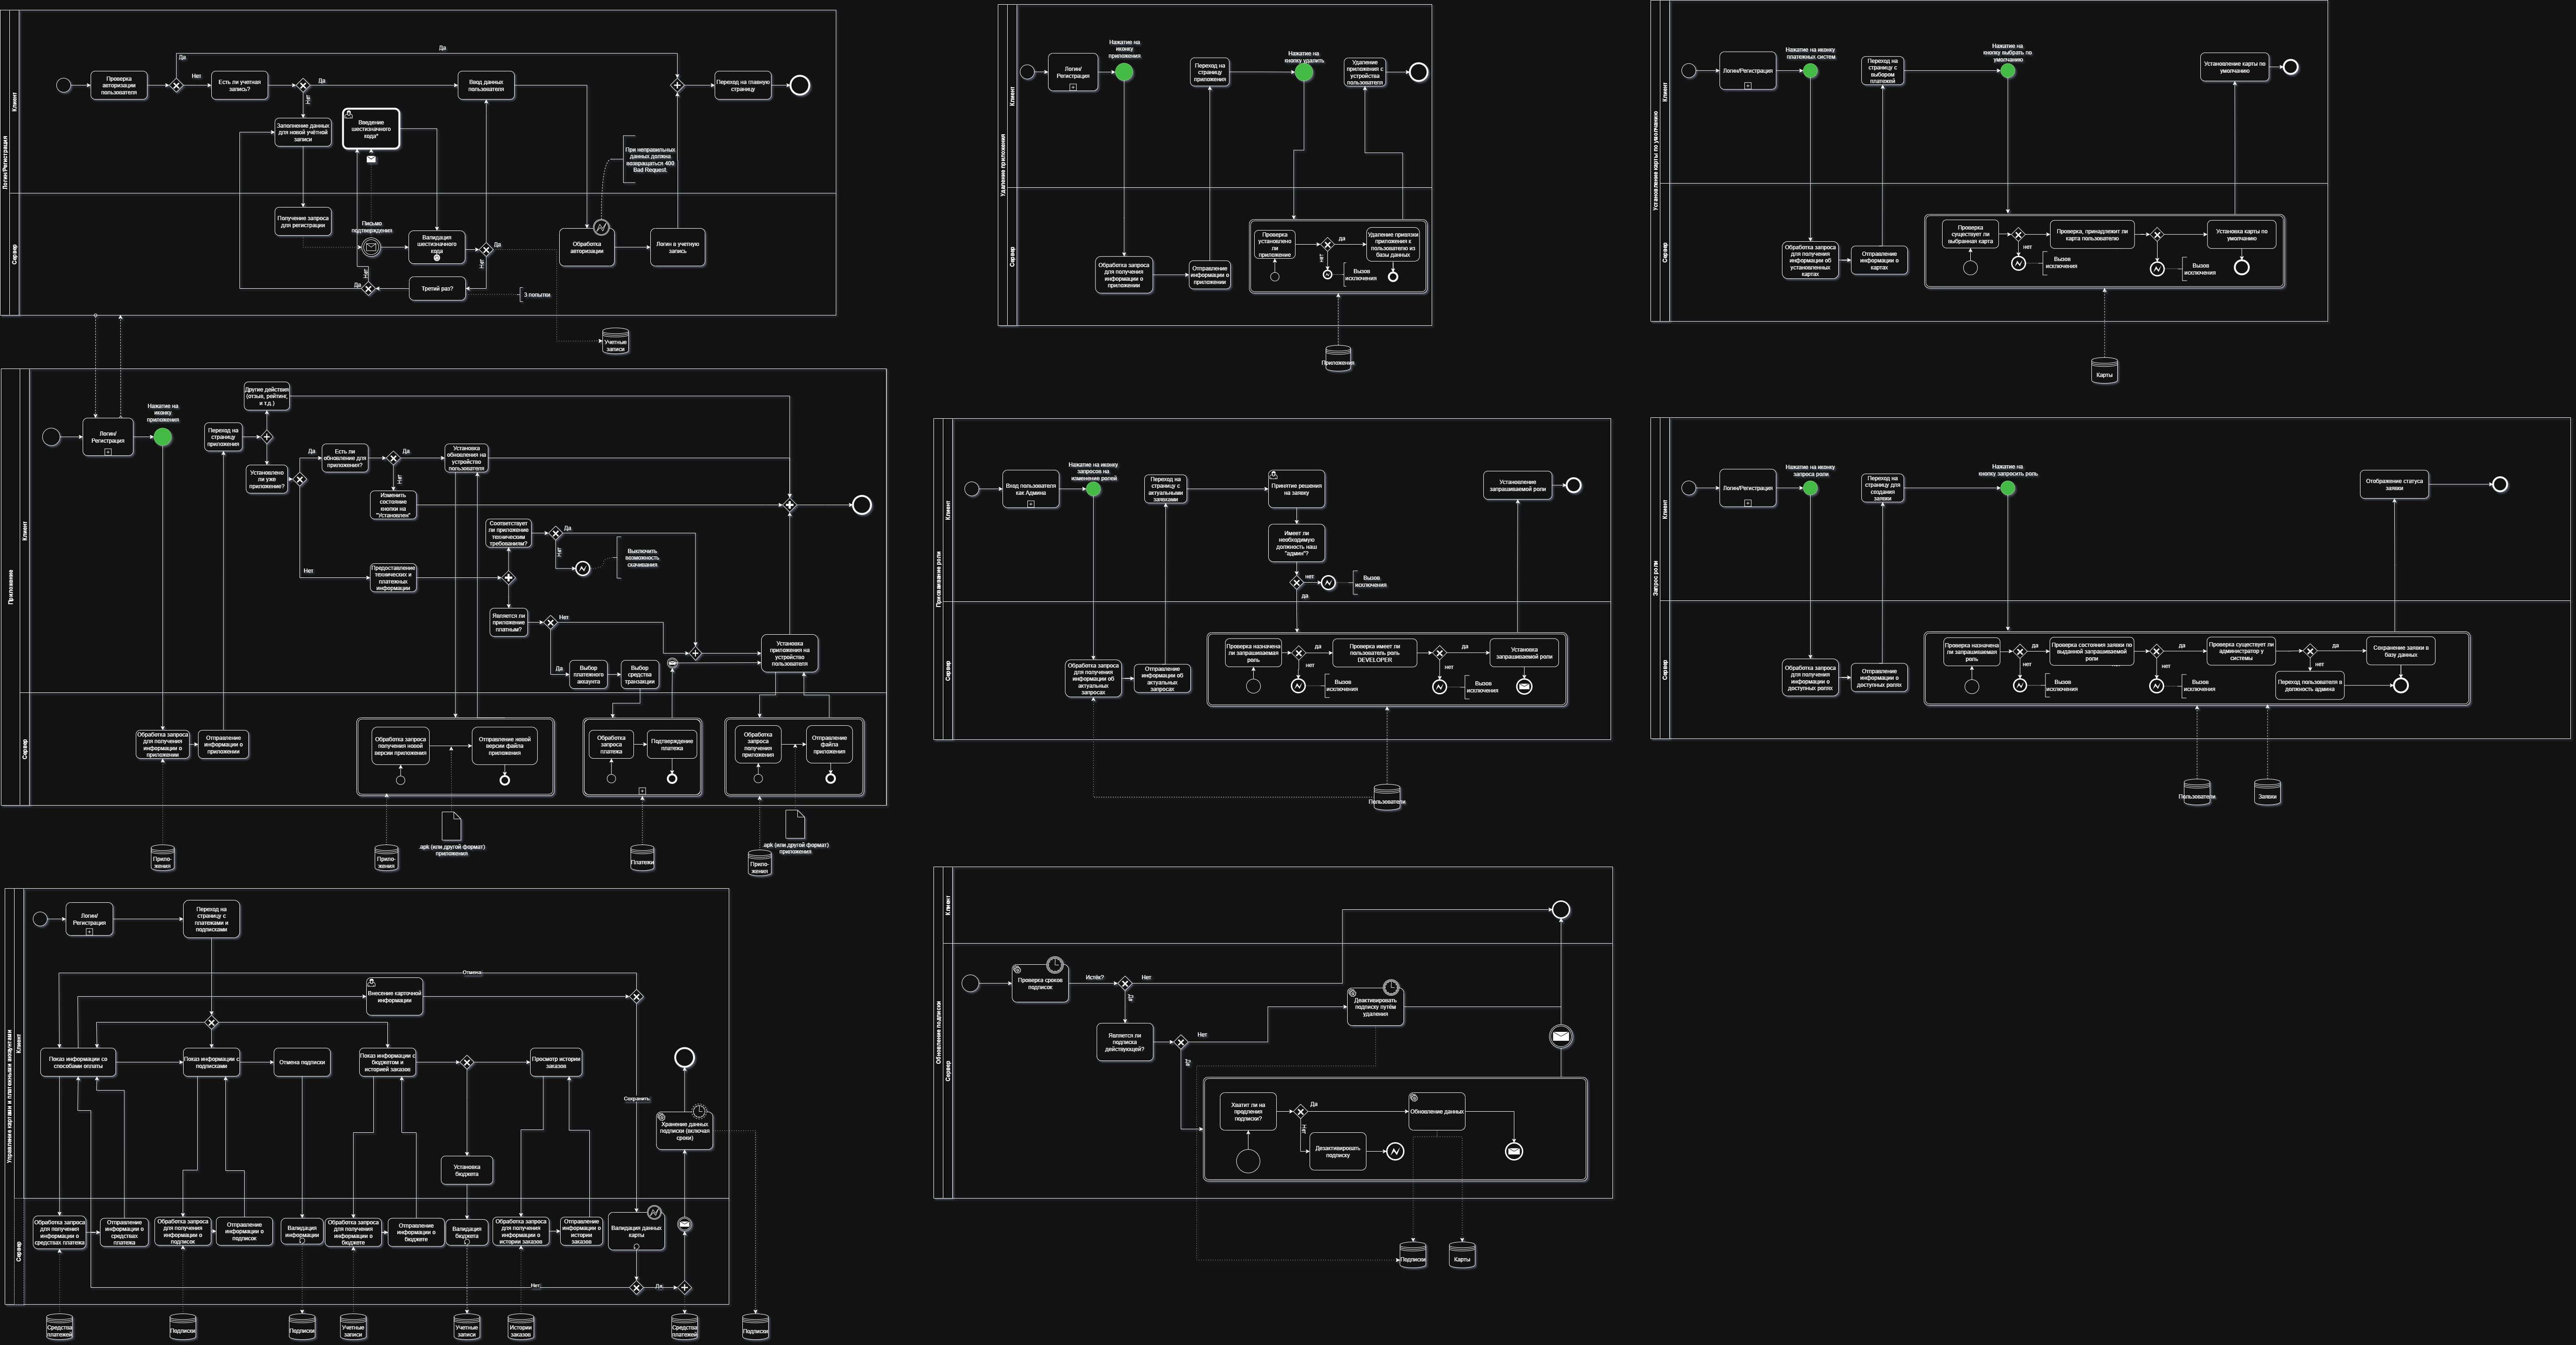 Логин/Регистрация
Клиент
Сервер
Проверка
авторизации
пользователя
Да
Да
Нет
Есть ли учетная
запись?
Да
Нет
Заполнение данных
для новой учётной
записи
Введение
шестизначного
кода"
Ввод данных
пользователя
Переход на главную
страницу
При неправильных
данных должна
возвращаться 400
Bad Request.
Получение запроса
для регистрации
Письмо
подтверждения
Валидация
шестизначного
кода
Да
Нет
Обработка
авторизации
Логин в учетную
запись
Третий раз?
Да
Нет
3 попытки
Учетные
записи
Удаление приложения
Клиент
Сервер
Логин/
Регистрация
Нажатие на
иконку
приложения
Переход на
страницу
приложения
Нажатие на
кнопку удалить
Удаление
приложения с
устройства
пользователя
Обработка запроса
для получения
информации о
приложении
Отправление
информации о
приложении
Проверка
установлено
ли
приложение
да
нет
Удаление привязки
приложения к
пользователю из
базы данных
Вызов
исключения
Приложения
Установление карты по умолчанию
Клиент
Сервер
Логин/Регистрация
Нажатие на иконку
платежных систем
Переход на
страницу с
выбором
платежей
Нажатие на
кнопку выбрать по
умолчанию
Установление карты по
умолчанию
Обработка запроса
для получения
информации об
установленных
картах
Отправление
информации о
картах
Проверка
существует ли
выбранная карта
нет
Вызов
исключения
Проверка, принадлежит ли
карта пользователю
Вызов
исключения
Установка карты по
умолчанию
Карты
Приложение
Клиент
Сервер
Логин/
Регистрация
Нажатие на
иконку
приложения
Переход на
страницу
приложения
Другие действия
(отзыв, рейтинг,
и т.д.)
Установлено
ли уже
приложение?
Да
Нет
Есть ли
обновление для
приложения?
Да
Нет
Установка
обновления на
устройство
пользователя
Изменить
состояние
кнопки на
"Установлен"
Предоставление
технических и
платежных
информации
Соответствует
ли приложение
техническим
требованиям?
Да
Нет
Выключить
возможность
скачивания
Является ли
приложение
платным?
Нет
Да
Выбор
платежного
аккаунта
Выбор
средства
транзакции
Установка
приложения на
устройство
пользователя
Обработка запроса
для получения
информации о
приложении
Отправление
информации о
приложении
Обработка запроса
получения новой
версии приложения
Отправление новой
версии файла
приложения
Обработка
запроса
платежа
Подтверждение
платежа
Обработка
запроса
получения
приложения
Отправление
файла
приложения
Прило-
жения
Прило-
жения
.apk (или другой формат)
приложения
Платежи
Прило-
жения
.apk (или другой формат)
приложения
Присваивание роли
Клиент
Сервер
Вход пользователя
как Админа
Нажатие на иконку
запросов на
изменение ролей
Переход на
страницу с
актуальными
заявками
Принятие решения
на заявку
Имеет ли
необходимую
должность наш
"админ"?
нет
да
Вызов
исключения
Установление
запрашиваемой роли
Обработка запроса
для получения
информации об
актуальных
запросах
Отправление
информации об
актуальных
запросах
Проверка назначена
ли запрашиваемая
роль
да
нет
Вызов
исключения
Проверка имеет ли
пользователь роль
DEVELOPER
да
нет
Вызов
исключения
Установка
запрашиваемой роли
Пользователи
Запрос роли
Клиент
Сервер
Логин/Регистрация
Нажатие на иконку
запроса роли
Переход на
страницу для
создания
заявки
Нажатие на
кнопку запросить роль
Отображение статуса
заявки
Обработка запроса
для получения
информации о
доступных ролях
Отправление
информации о
доступных ролях
Проверка назначена
ли запрашиваемая
роль
да
нет
Вызов
исключения
Проверка состояния заявки по
выданной запрашиваемой
роли
да
нет
Вызов
исключения
Проверка существует ли
администратор у
системы
да
нет
Переход пользователя в
должность админа
Сохранение заявки в
базу данных
Пользователи
Заявки
Управление картами и платежными аккаунтами
Клиент
Сервер
Логин/
Регистрация
Переход на
страницу с
платежами и
подписками
Отмена
Внесение карточной
информации
Показ информации со
способами оплаты
Показ информации с
подписками
Отмена подписки
Показ информации с
бюджетом и
историей заказов
Просмотр истории
заказов
Сохранить
Установка
бюджета
Хранение данных
подписки (включая
сроки)
Обработка запроса
для получения
информации о
средствах платежа
Отправление
информации о
средствах
платежа
Обработка запроса
для получения
информации о
подписок
Отправление
информации о
подписок
Валидация
информации
Обработка запроса
для получения
информации о
бюджете
Отправление
информации о
бюджете
Валидация
бюджета
Обработка запроса
для получения
информации о
истории заказов
Отправление
информации о
истории
заказов
Валидация данных
карты
Нет
Да
Средства
платежей
Подписки
Подписки
Учетные
записи
Учетные
записи
Истории
заказов
Средства
платежей
Подписки
Обновление подписки
Клиент
Сервер
Проверка сроков
подписок
Истёк?
Нет
Да
Является ли
подписка
действующей?
Нет
Да
Деактивировать
подписку путём
удаления
Хватит ли на
продления
подписки?
Да
Нет
Дезактивировать
подписку
Обновление данных
Подписки
Карты